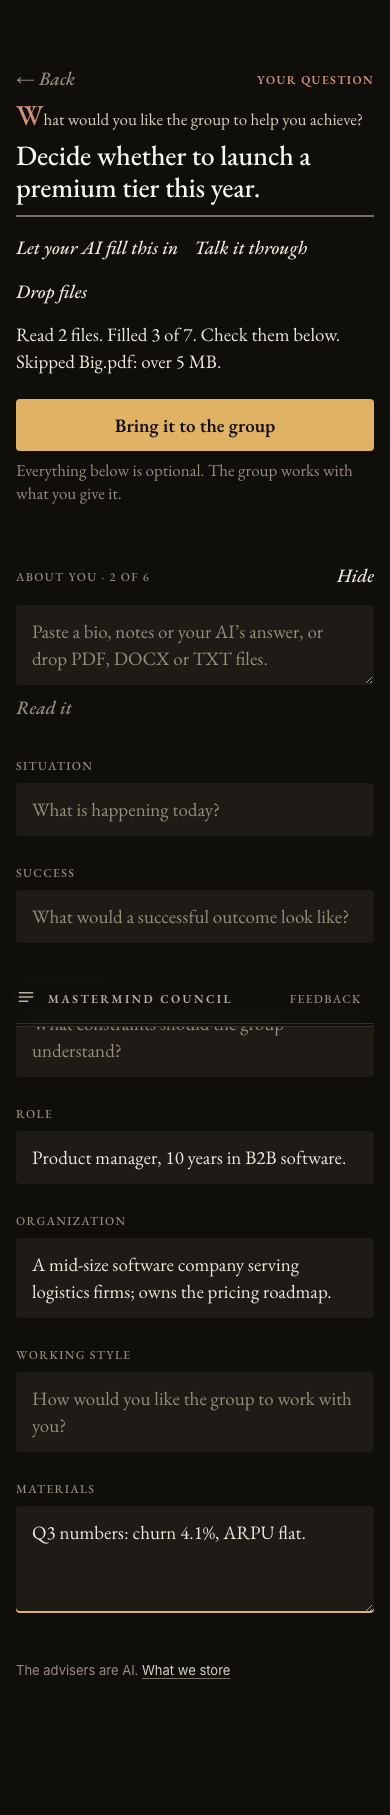 ← Back
YOUR QUESTION
What would you like the group to help you achieve?
Decide whether to launch a
premium tier this year.
Let your AI fill this in
Talk it through
Drop files
Read 2 files. Filled 3 of 7. Check them below.
Skipped Big.pdf: over 5 MB.
Bring it to the group
Everything below is optional. The group works with
what you give it.
ABOUT YOU · 2 OF 6
Hide
Paste a bio, notes or your AI’s answer, or
drop PDF, DOCX or TXT files.
Read it
SITUATION
What is happening today?
SUCCESS
What would a successful outcome look like?
MASTERMIND COUNCIL
FEEDBACK
What constraints should the group
understand?
ROLE
Product manager, 10 years in B2B software.
ORGANIZATION
A mid-size software company serving
logistics firms; owns the pricing roadmap.
WORKING STYLE
How would you like the group to work with
you?
MATERIALS
Q3 numbers: churn 4.1%, ARPU flat.
The advisers are AI. What we store